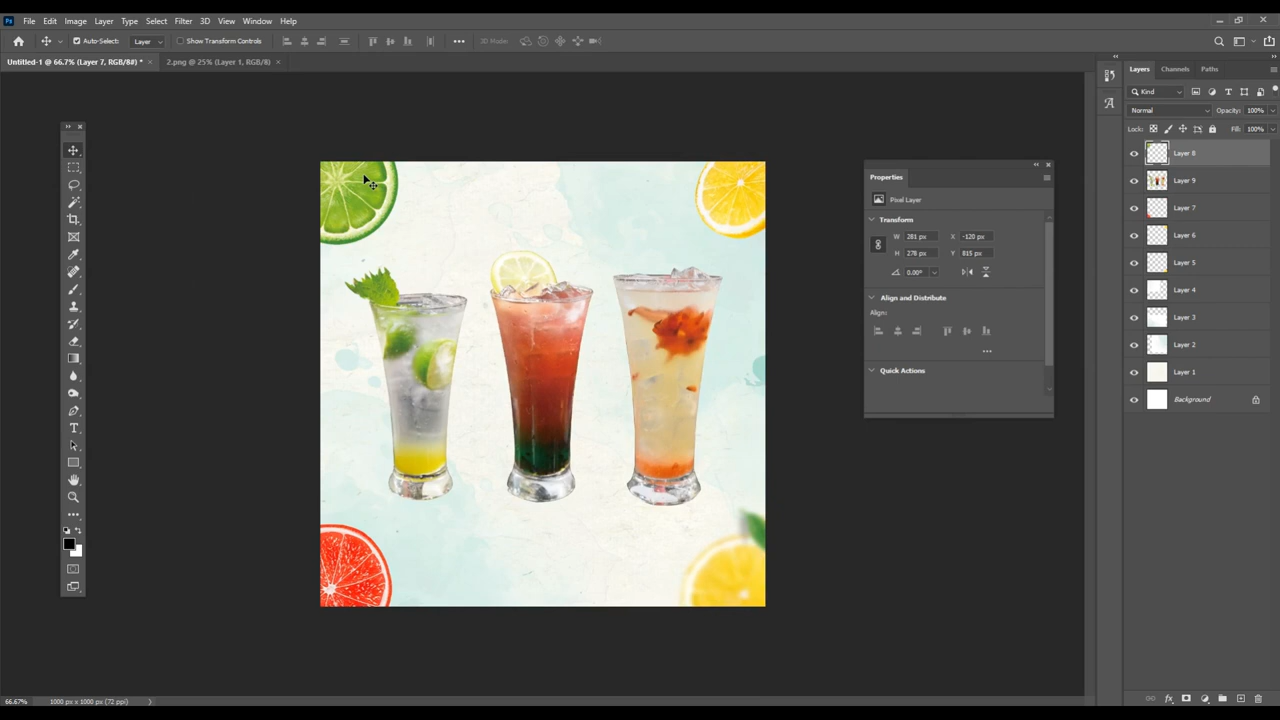 File Edit Image Layer Type Select Filter 3D View Window Help
Auto-Select: Layer Show Transform Controls 3D Mode:
Untitled-1 @ 66.7% (Layer 7, RGB/8#) * × 2.png @ 25% (Layer 1, RGB/8) ×
Layers Channels Paths
Kind
Normal Opacity: 100%
Lock: Fill: 100%
Layer 8
Layer 9
Layer 7
Layer 6
Layer 5
Layer 4
Layer 3
Layer 2
Layer 1
Background
Properties
Pixel Layer
Transform
W 281 px X -120 px
H 276 px Y 815 px
0.00°
Align and Distribute
Align:
Quick Actions
66.67% 1000 px x 1000 px (72 ppi)